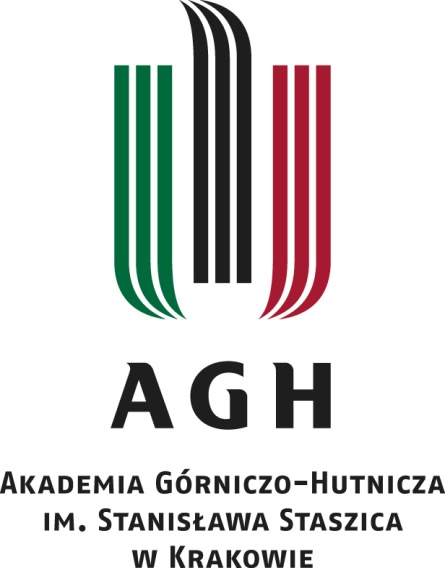 AGH
Akademia Górniczo-Hutnicza
im. Stanisława Staszica
w Krakowie